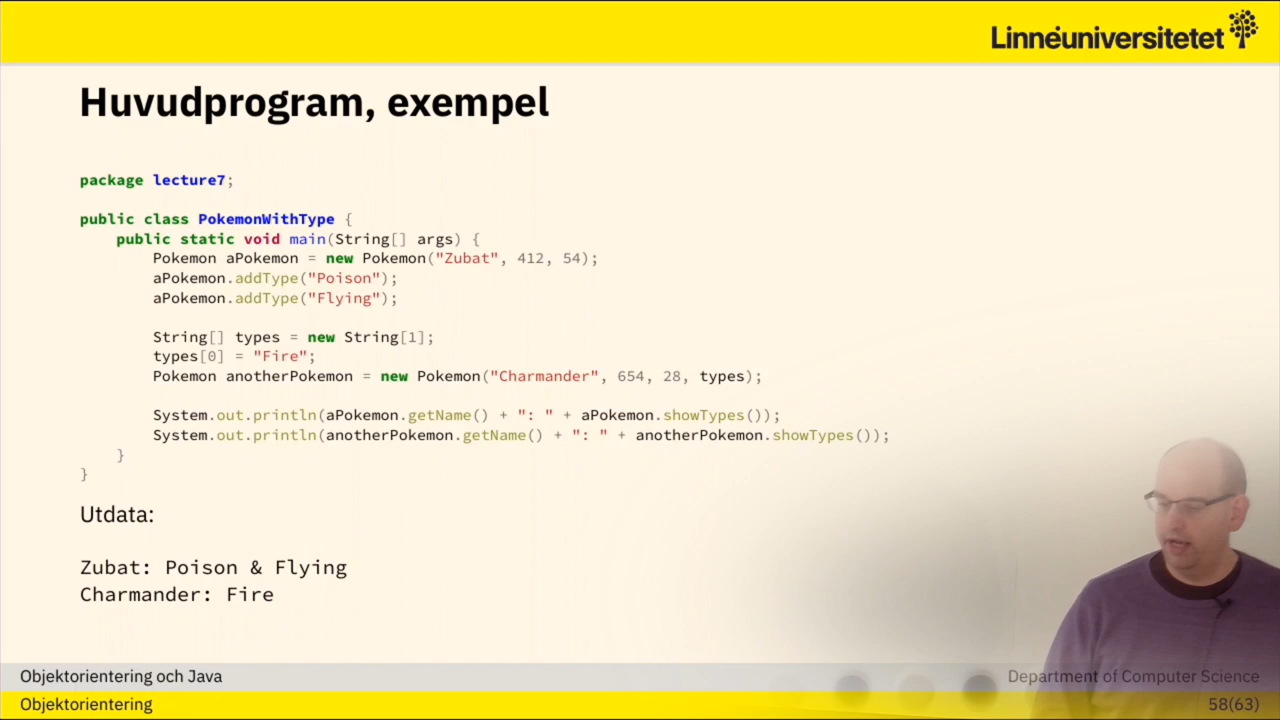 Linnéuniversitetet
Huvudprogram, exempel
package lecture7;
public class PokemonWithType {
    public static void main(String[] args) {
        Pokemon aPokemon = new Pokemon("Zubat", 412, 54);
        aPokemon.addType("Poison");
        aPokemon.addType("Flying");
        String[] types = new String[1];
        types[0] = "Fire";
        Pokemon anotherPokemon = new Pokemon("Charmander", 654, 28, types);
        System.out.println(aPokemon.getName() + ": " + aPokemon.showTypes());
        System.out.println(anotherPokemon.getName() + ": " + anotherPokemon.showTypes());
    }
}
Utdata:
Zubat: Poison & Flying
Charmander: Fire
Objektorientering och Java
Department of Computer Science
Objektorientering
58(63)